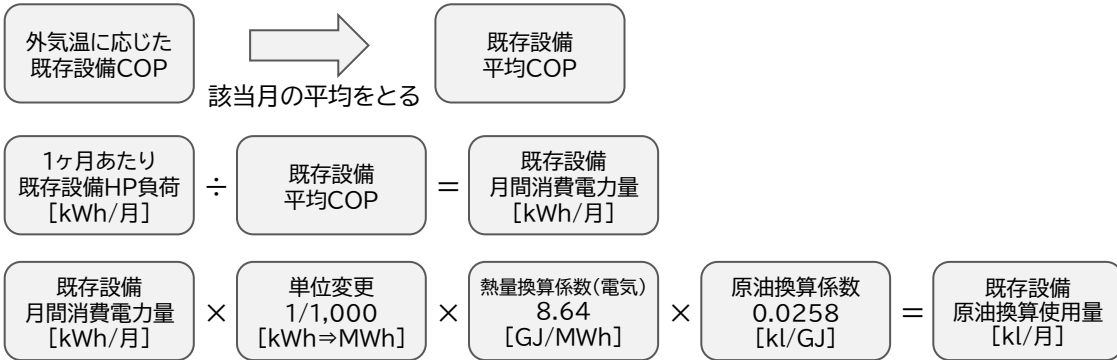 外気温に応じた
既存設備COP
該当月の平均をとる
既存設備
平均COP
1ヶ月あたり
既存設備HP負荷
[kWh/月]
÷
既存設備
平均COP
=
既存設備
月間消費電力量
[kWh/月]
既存設備
月間消費電力量
[kWh/月]
×
単位変更
1/1,000
[kWh⇒MWh]
×
熱量換算係数(電気)
8.64
[GJ/MWh]
×
原油換算係数
0.0258
[kl/GJ]
=
既存設備
原油換算使用量
[kl/月]